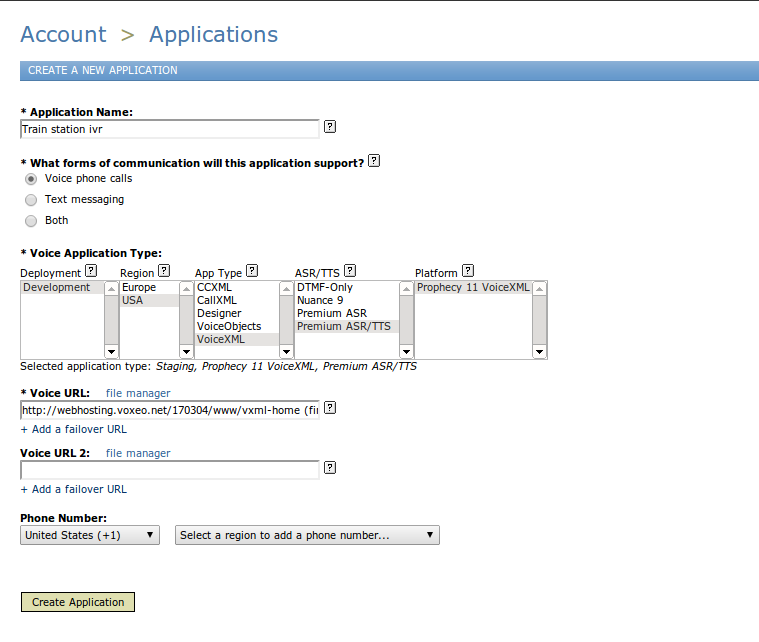 Account > Applications
CREATE A NEW APPLICATION
* Application Name: 
Train station ivr ?
* What forms of communication will this application support? ?
Voice phone calls
Text messaging
Both
* Voice Application Type:
Deployment ? Region ? App Type ? ASR/TTS ? Platform ?
Development Europe CCXML DTMF-Only Prophecy 11 VoiceXML
USA CallXML Nuance 9
Designer Premium ASR
VoiceObjects Premium ASR/TTS
VoiceXML
Selected application type: Staging, Prophecy 11 VoiceXML, Premium ASR/TTS
* Voice URL: file manager
http://webhosting.voxeo.net/170304/www/vxml-home (fi ?
+ Add a failover URL
Voice URL 2: file manager
?
+ Add a failover URL
Phone Number:
United States (+1) Select a region to add a phone number...
Create Application